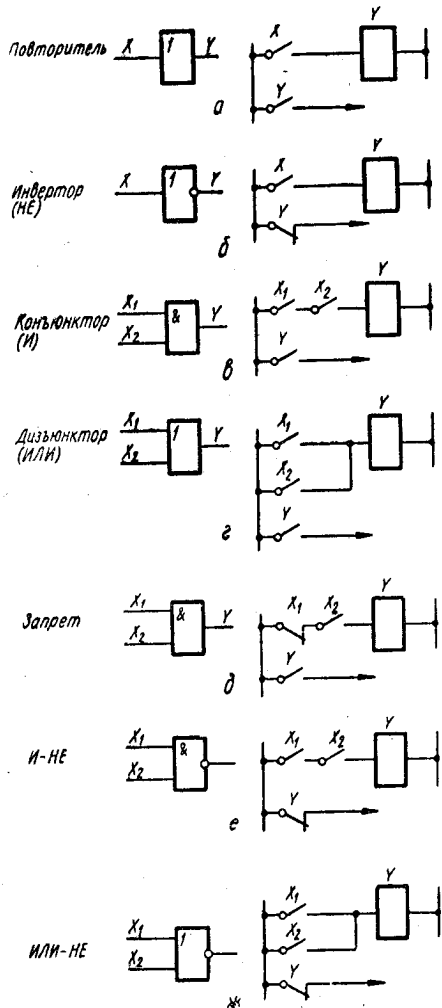 Повторитель X 1 Y X Y
Y
а
Инвертор (НЕ) X 1 Y X Y
Y
б
Конъюнктор (И) X1 X2 & Y X1 X2 Y
Y
в
Дизъюнктор (ИЛИ) X1 X2 1 Y X1 Y
X2
Y
г
Запрет X1 X2 & Y X1 X2 Y
Y
д
И-НЕ X1 X2 & X1 X2 Y
Y
е
ИЛИ-НЕ X1 X2 1 X1 Y
X2
Y
ж